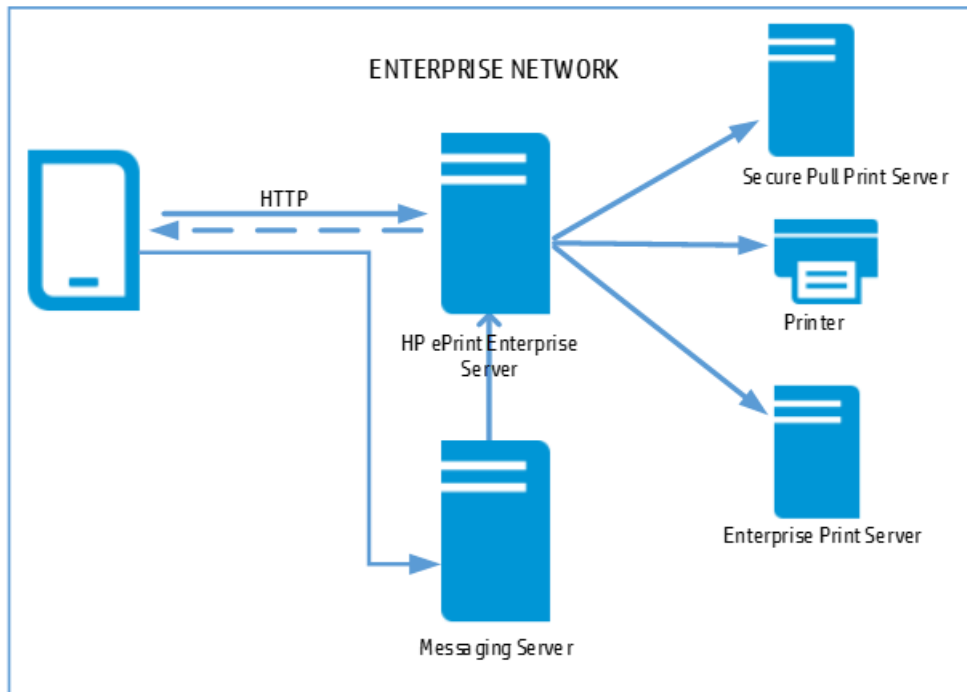 ENTERPRISE NETWORK
Secure Pull Print Server
HTTP
Printer
HP ePrint Enterprise
Server
Enterprise Print Server
Messaging Server